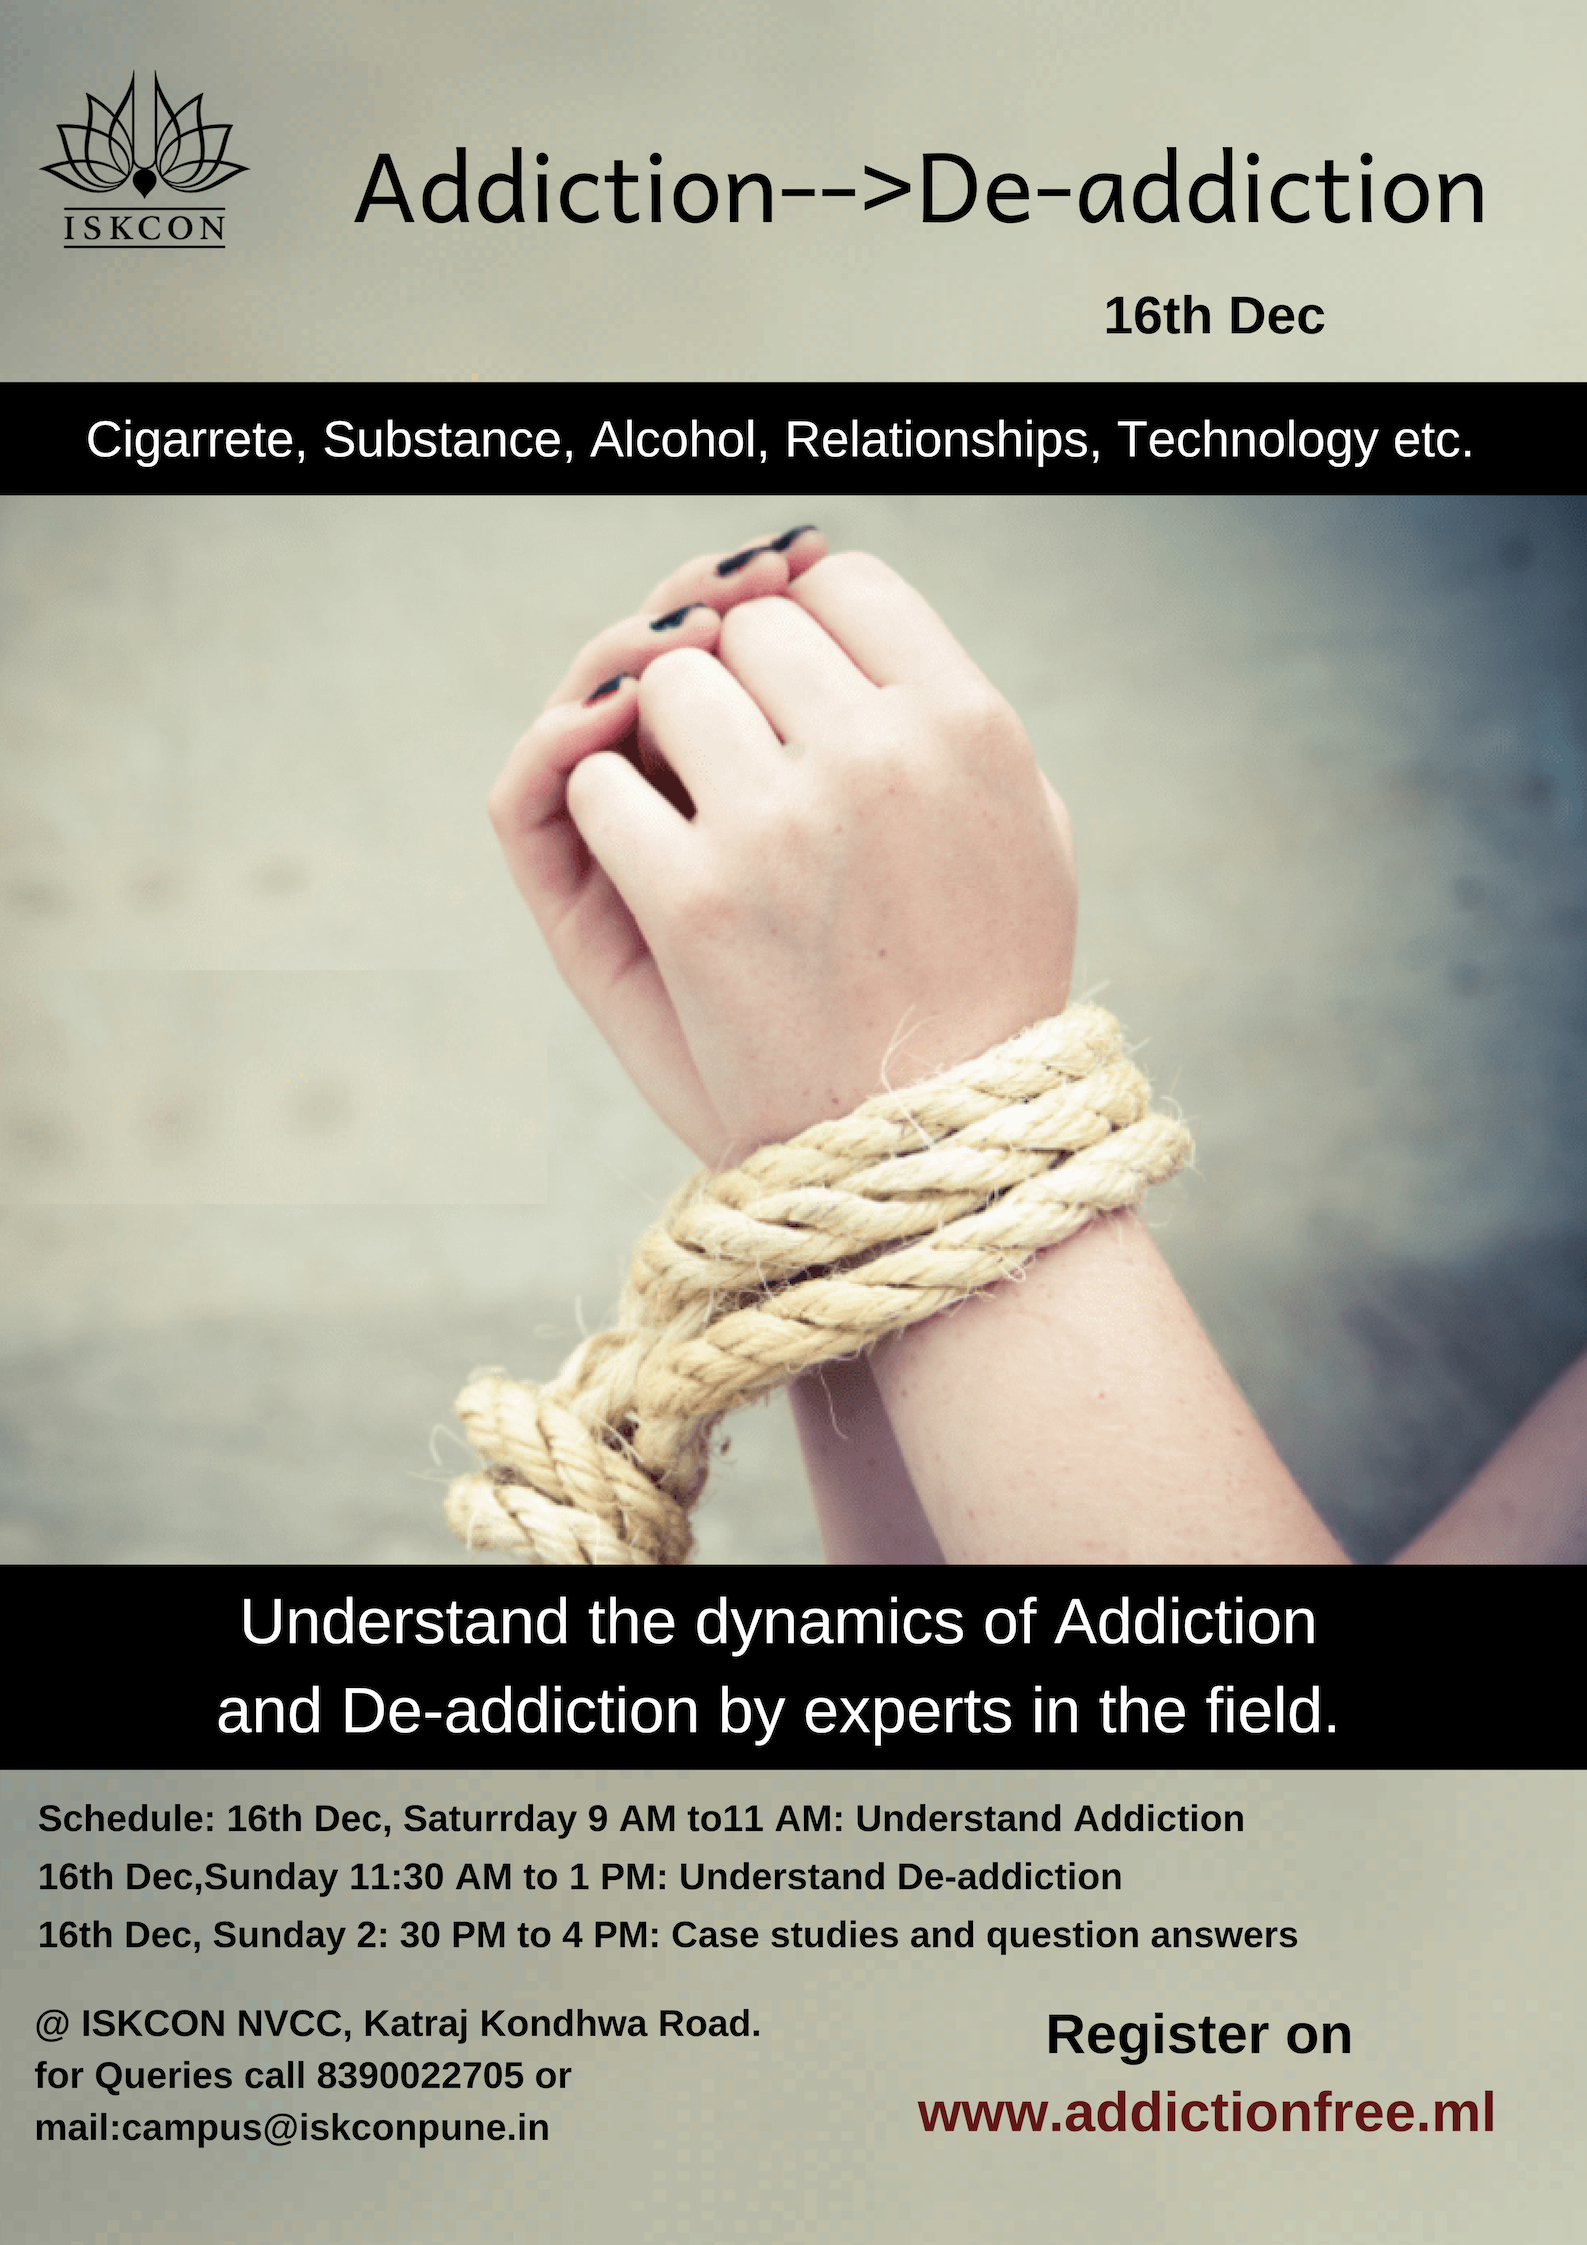 ISKCON
Addiction-->De-addiction
16th Dec
Cigarrete, Substance, Alcohol, Relationships, Technology etc.
Understand the dynamics of Addiction
and De-addiction by experts in the field.
Schedule: 16th Dec, Saturrday 9 AM to11 AM: Understand Addiction
16th Dec,Sunday 11:30 AM to 1 PM: Understand De-addiction
16th Dec, Sunday 2: 30 PM to 4 PM: Case studies and question answers
@ ISKCON NVCC, Katraj Kondhwa Road.
for Queries call 8390022705 or
mail:campus@iskconpune.in
Register on
www.addictionfree.ml